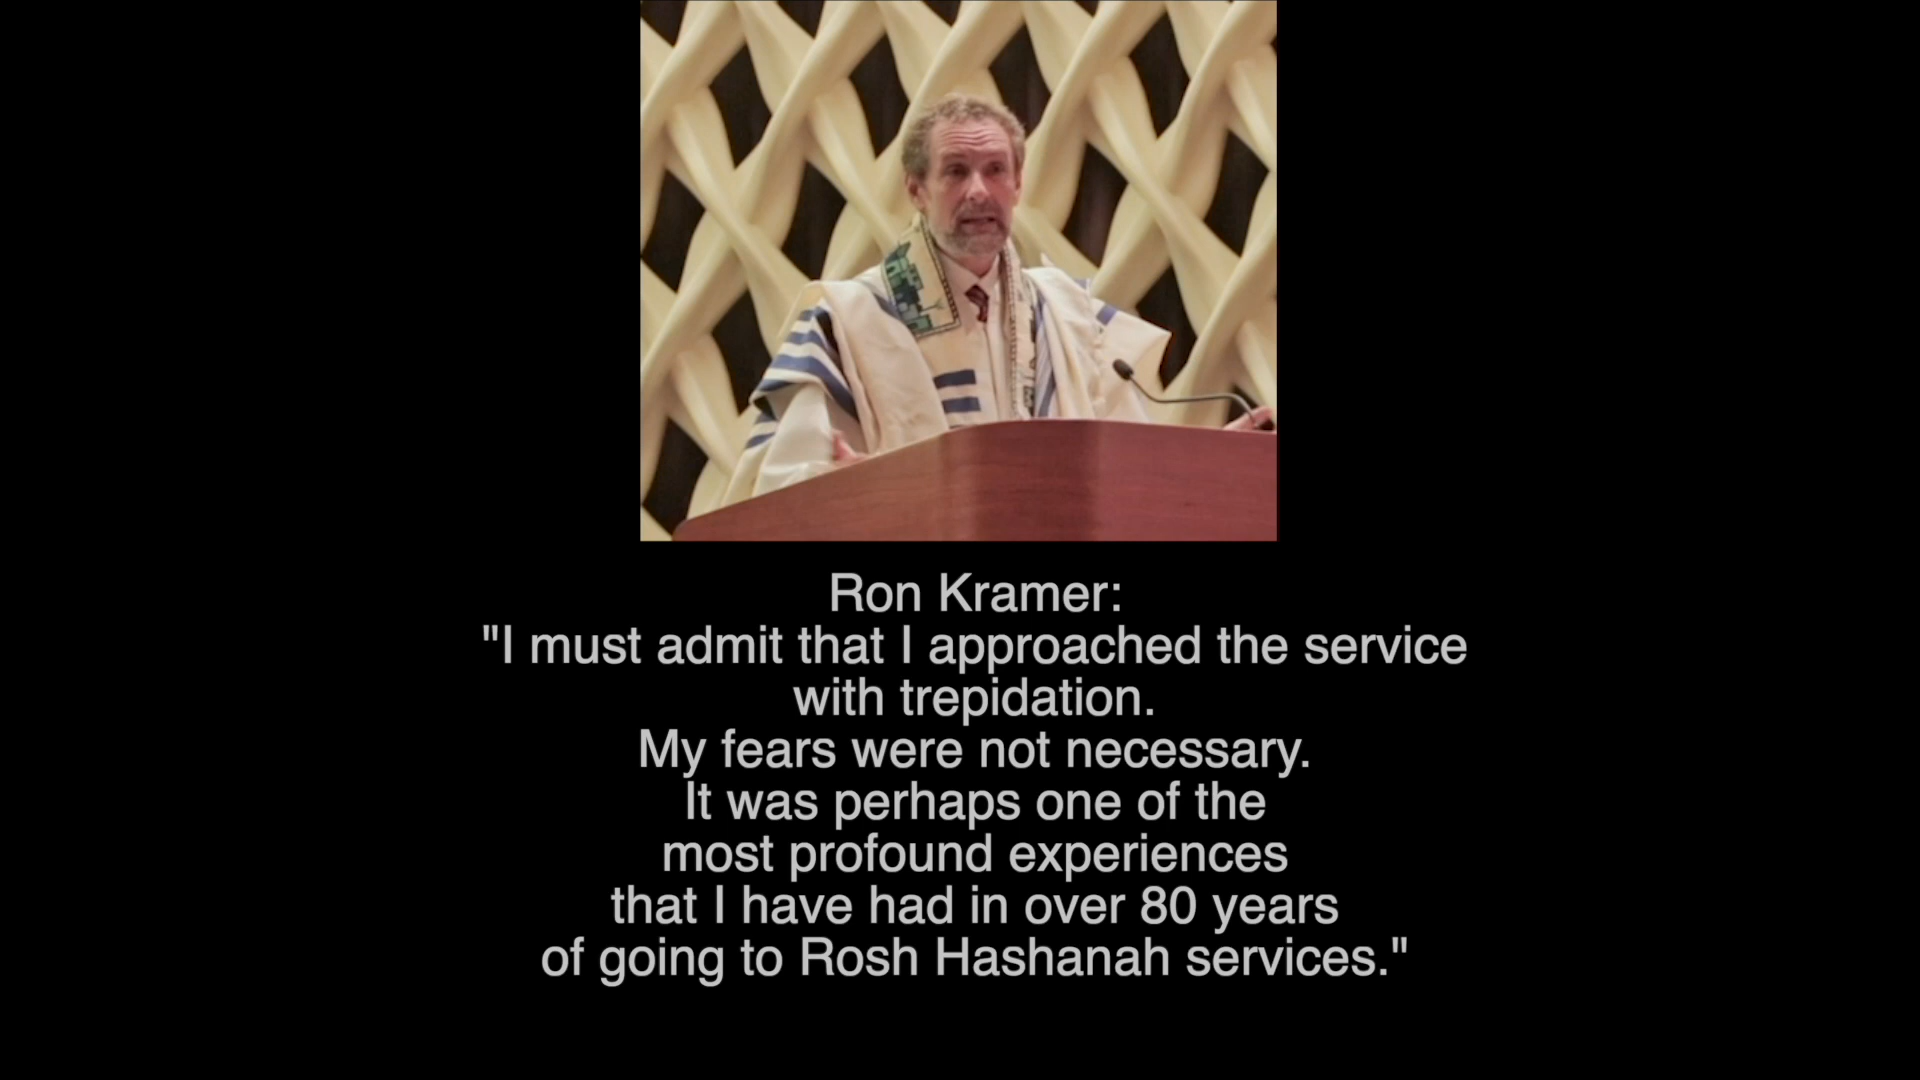 Ron Kramer:
"I must admit that I approached the service
with trepidation.
My fears were not necessary.
It was perhaps one of the
most profound experiences
that I have had in over 80 years
of going to Rosh Hashanah services."